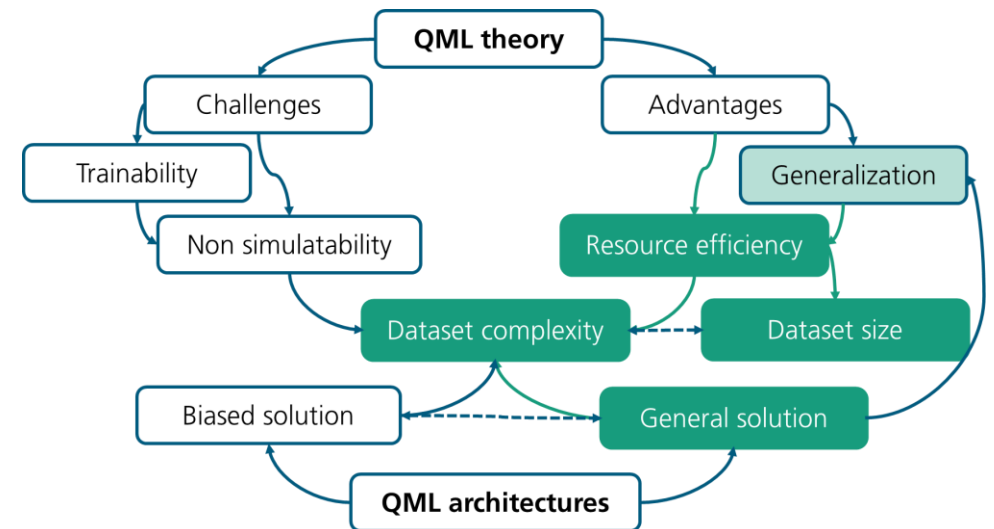 QML theory
Challenges
Advantages
Trainability
Generalization
Non simulatability
Resource efficiency
Dataset complexity
Dataset size
Biased solution
General solution
QML architectures